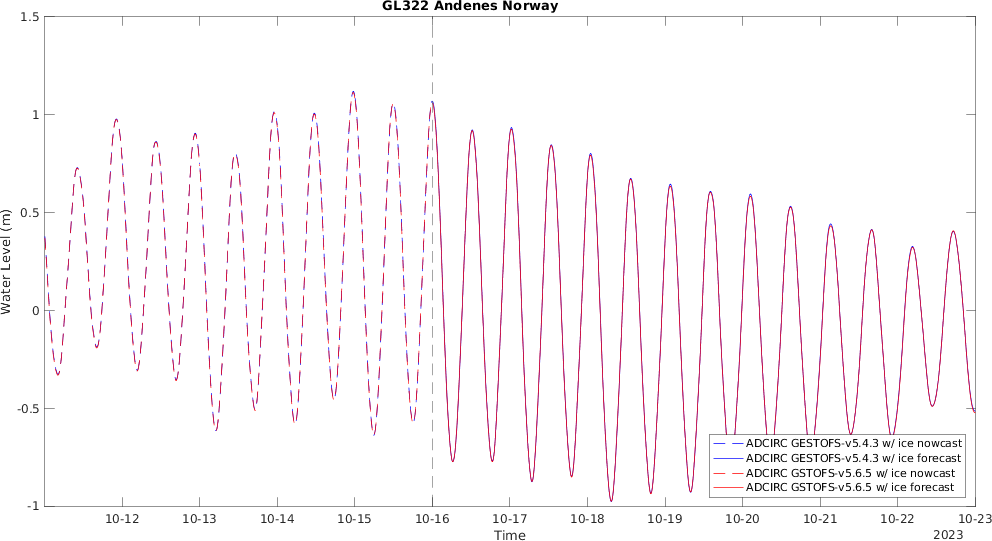 GL322 Andenes Norway
1.5
1
0.5
0
-0.5
-1
Water Level (m)
ADCIRC GESTOFS-v5.4.3 w/ ice nowcast
ADCIRC GESTOFS-v5.4.3 w/ ice forecast
ADCIRC GSTOFS-v5.6.5 w/ ice nowcast
ADCIRC GSTOFS-v5.6.5 w/ ice forecast
10-12 10-13 10-14 10-15 10-16 10-17 10-18 10-19 10-20 10-21 10-22 10-23
Time
2023